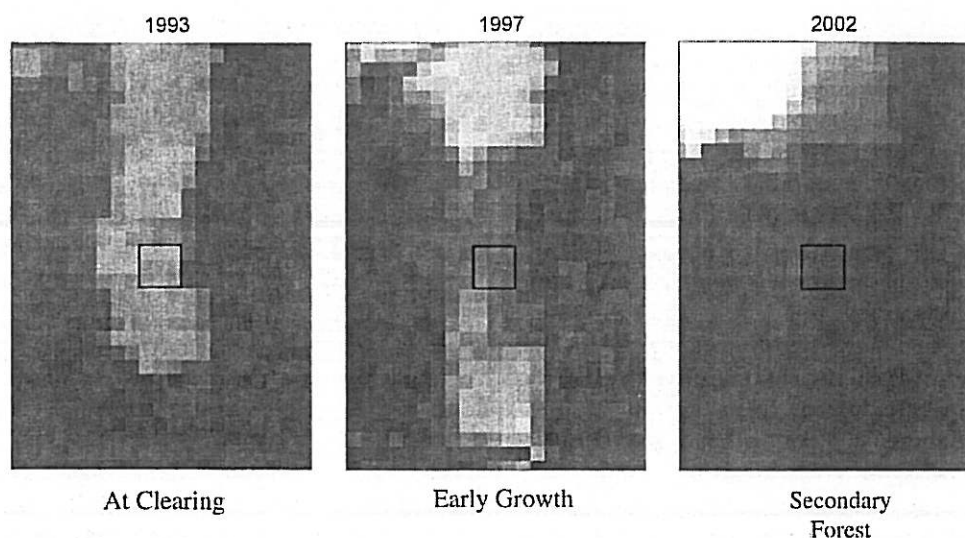 1993
1997
2002
At Clearing
Early Growth
Secondary
Forest